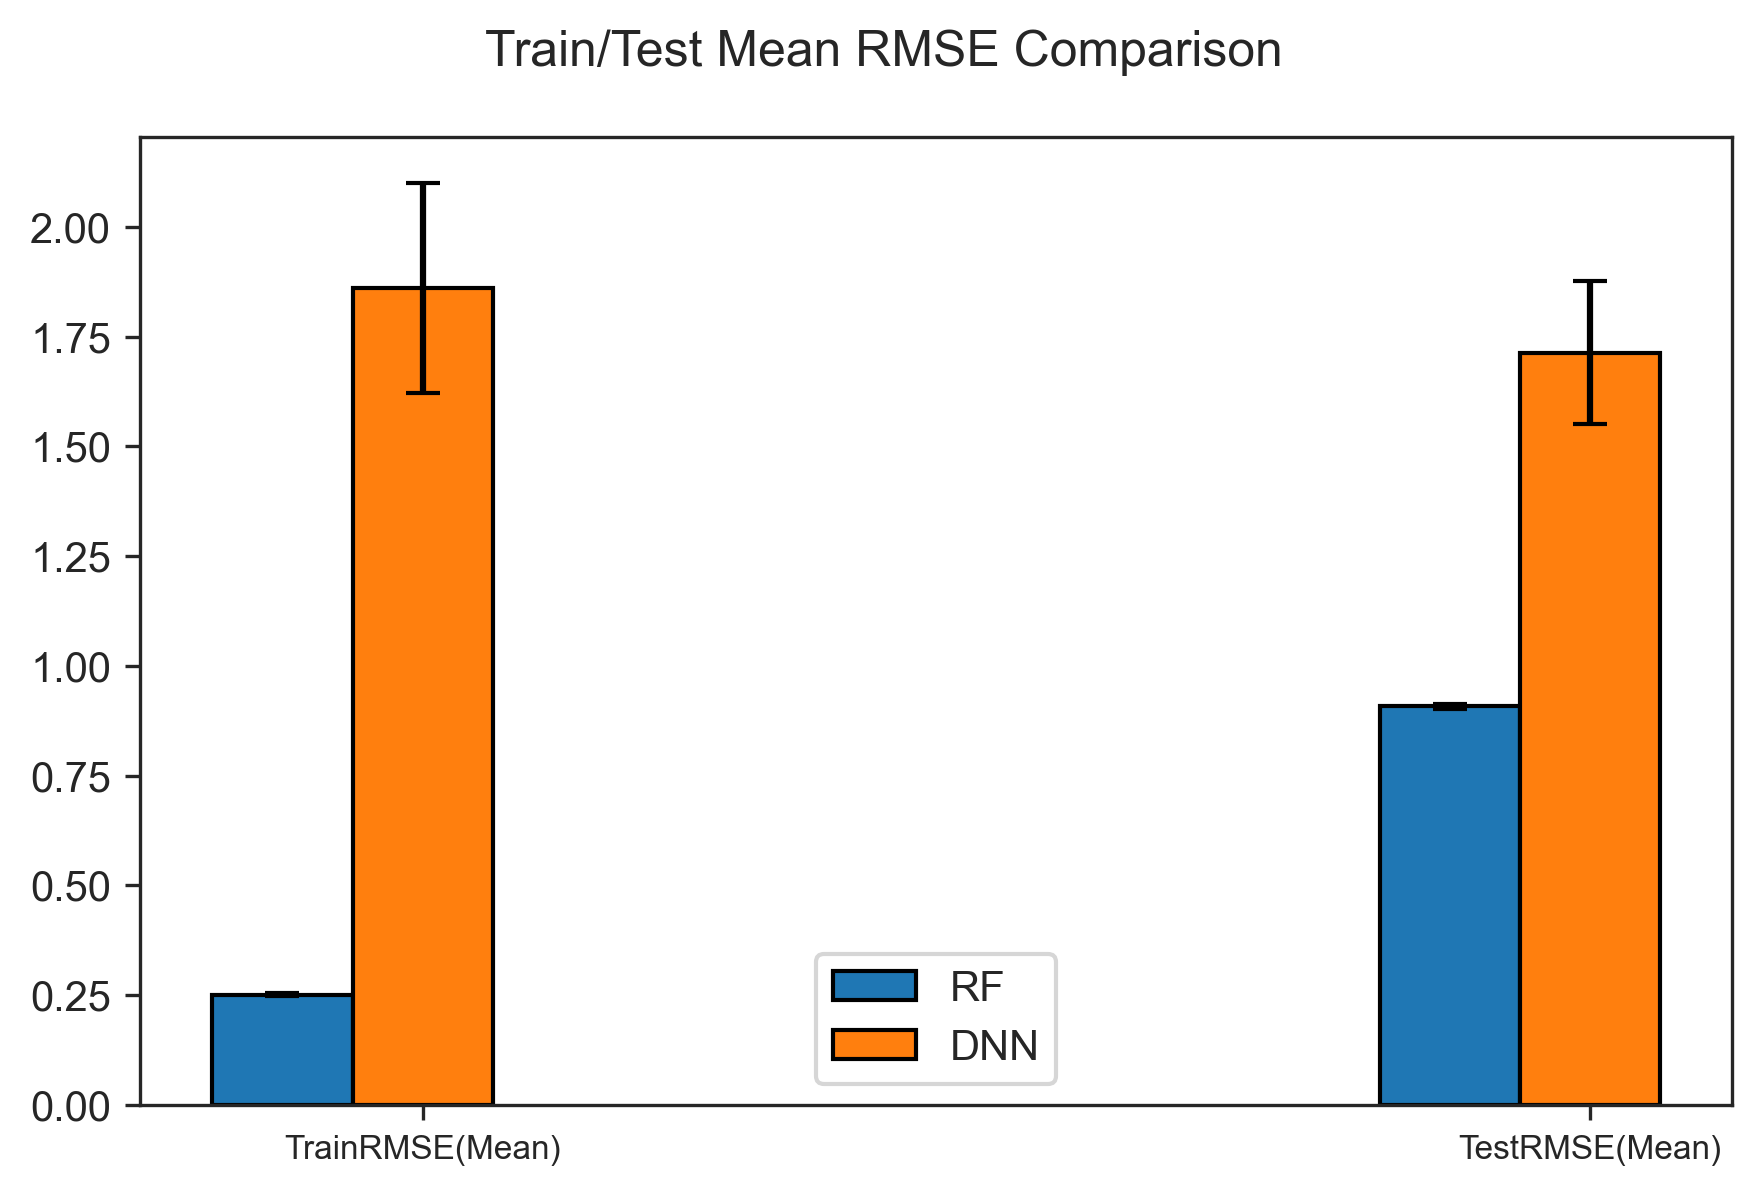 Train/Test Mean RMSE Comparison
2.00
1.75
1.50
1.25
1.00
0.75
0.50
0.25
0.00
RF
DNN
TrainRMSE(Mean)
TestRMSE(Mean)